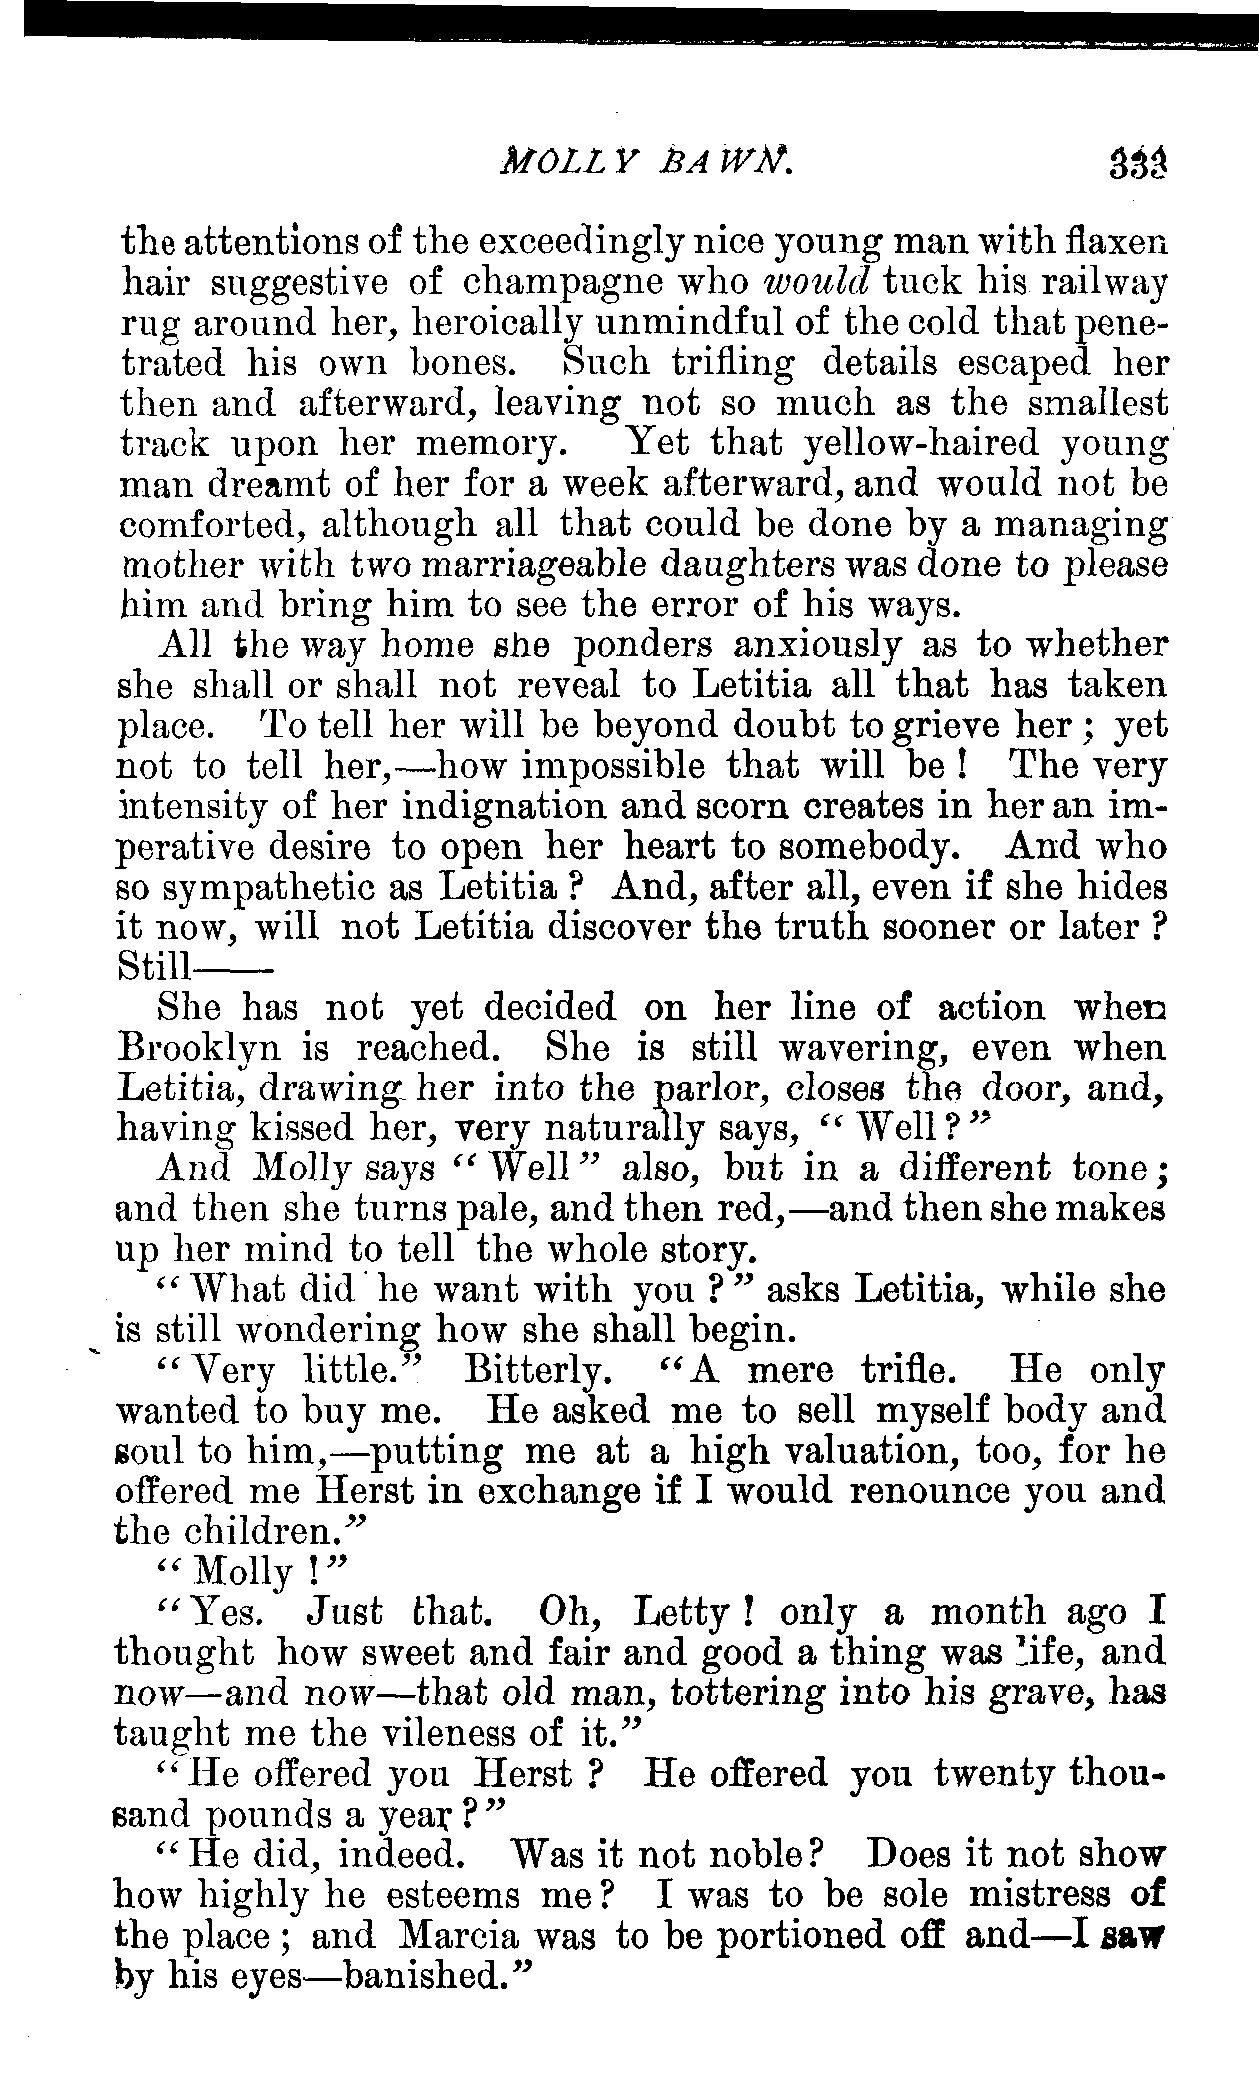 MOLLY BAWN. 333
the attentions of the exceedingly nice young man with flaxen
hair suggestive of champagne who would tuck his railway
rug around her, heroically unmindful of the cold that pene-
trated his own bones. Such trifling details escaped her
then and afterward, leaving not so much as the smallest
track upon her memory. Yet that yellow-haired young
man dreamt of her for a week afterward, and would not be
comforted, although all that could be done by a managing
mother with two marriageable daughters was done to please
him and bring him to see the error of his ways.
All the way home she ponders anxiously as to whether
she shall or shall not reveal to Letitia all that has taken
place. To tell her will be beyond doubt to grieve her; yet
not to tell her,—how impossible that will be! The very
intensity of her indignation and scorn creates in her an im-
perative desire to open her heart to somebody. And who
so sympathetic as Letitia? And, after all, even if she hides
it now, will not Letitia discover the truth sooner or later?
Still——
She has not yet decided on her line of action when
Brooklyn is reached. She is still wavering, even when
Letitia, drawing her into the parlor, closes the door, and,
having kissed her, very naturally says, "Well?"
And Molly says "Well" also, but in a different tone;
and then she turns pale, and then red,—and then she makes
up her mind to tell the whole story.
"What did he want with you?" asks Letitia, while she
is still wondering how she shall begin.
"Very little." Bitterly. "A mere trifle. He only
wanted to buy me. He asked me to sell myself body and
soul to him,—putting me at a high valuation, too, for he
offered me Herst in exchange if I would renounce you and
the children."
"Molly!"
"Yes. Just that. Oh, Letty! only a month ago I
thought how sweet and fair and good a thing was life, and
now—and now—that old man, tottering into his grave, has
taught me the vileness of it."
"He offered you Herst? He offered you twenty thou-
sand pounds a year?"
"He did, indeed. Was it not noble? Does it not show
how highly he esteems me? I was to be sole mistress of
the place; and Marcia was to be portioned off and—I saw
by his eyes—banished."